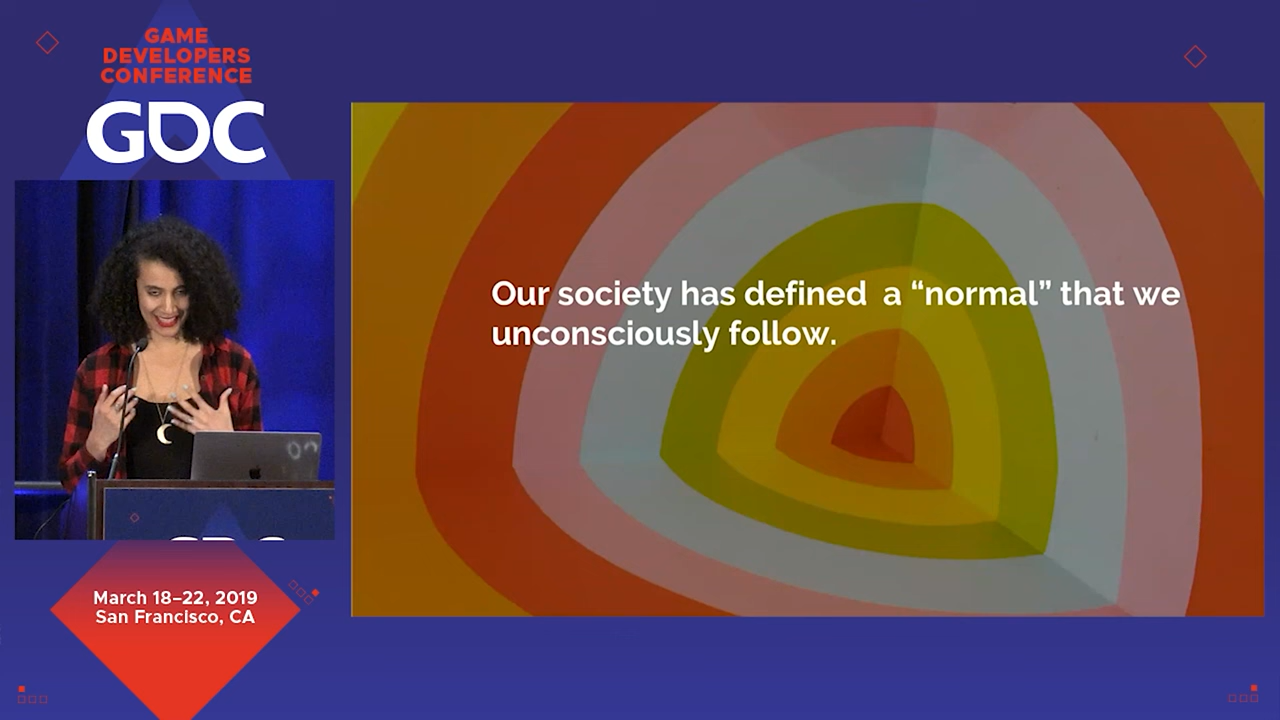 GAME
DEVELOPERS
CONFERENCE
GDC
Our society has defined  a “normal” that we
unconsciously follow.
March 18–22, 2019
San Francisco, CA